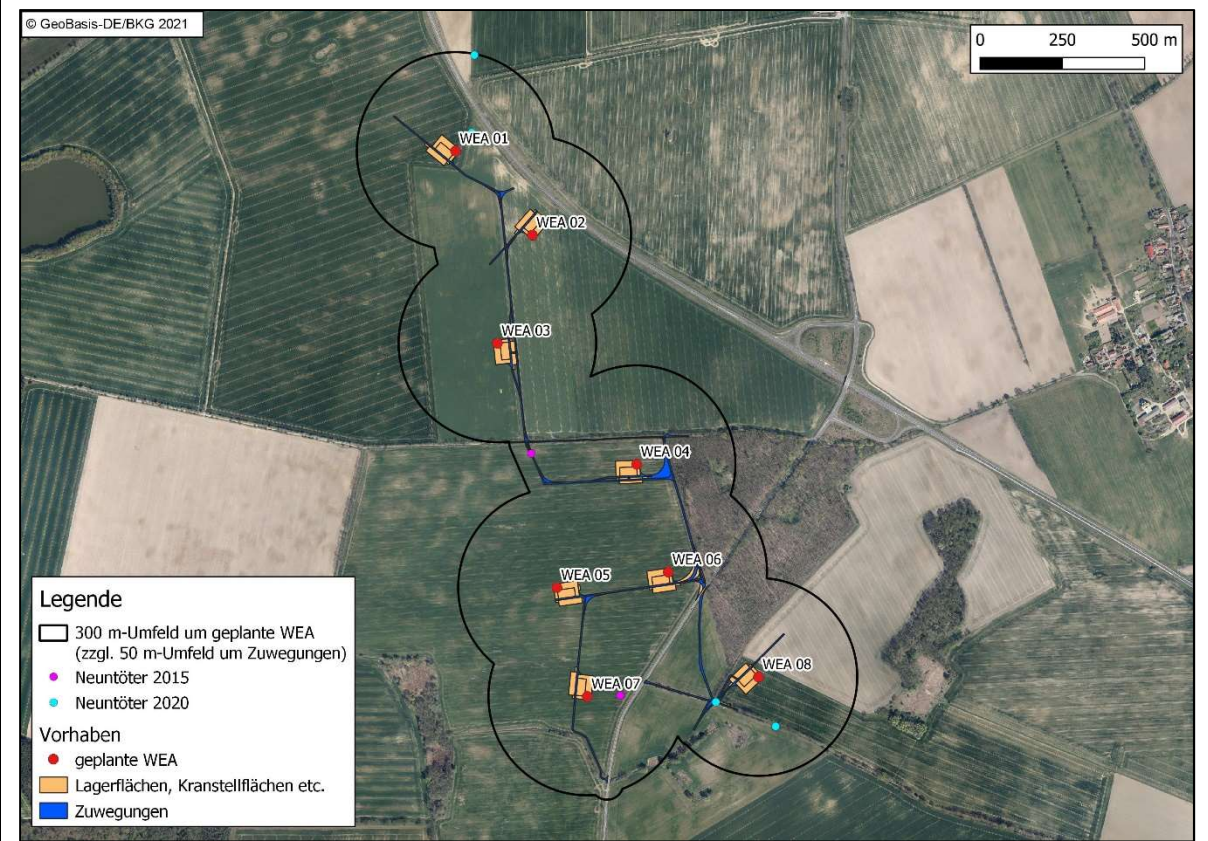 © GeoBasis-DE/BKG 2021
0 250 500 m
WEA 01
WEA 02
WEA 03
WEA 04
WEA 05
WEA 06
WEA 07
WEA 08
Legende
300 m-Umfeld um geplante WEA
(zzgl. 50 m-Umfeld um Zuwegungen)
Neuntöter 2015
Neuntöter 2020
Vorhaben
geplante WEA
Lagerflächen, Kranstellflächen etc.
Zuwegungen